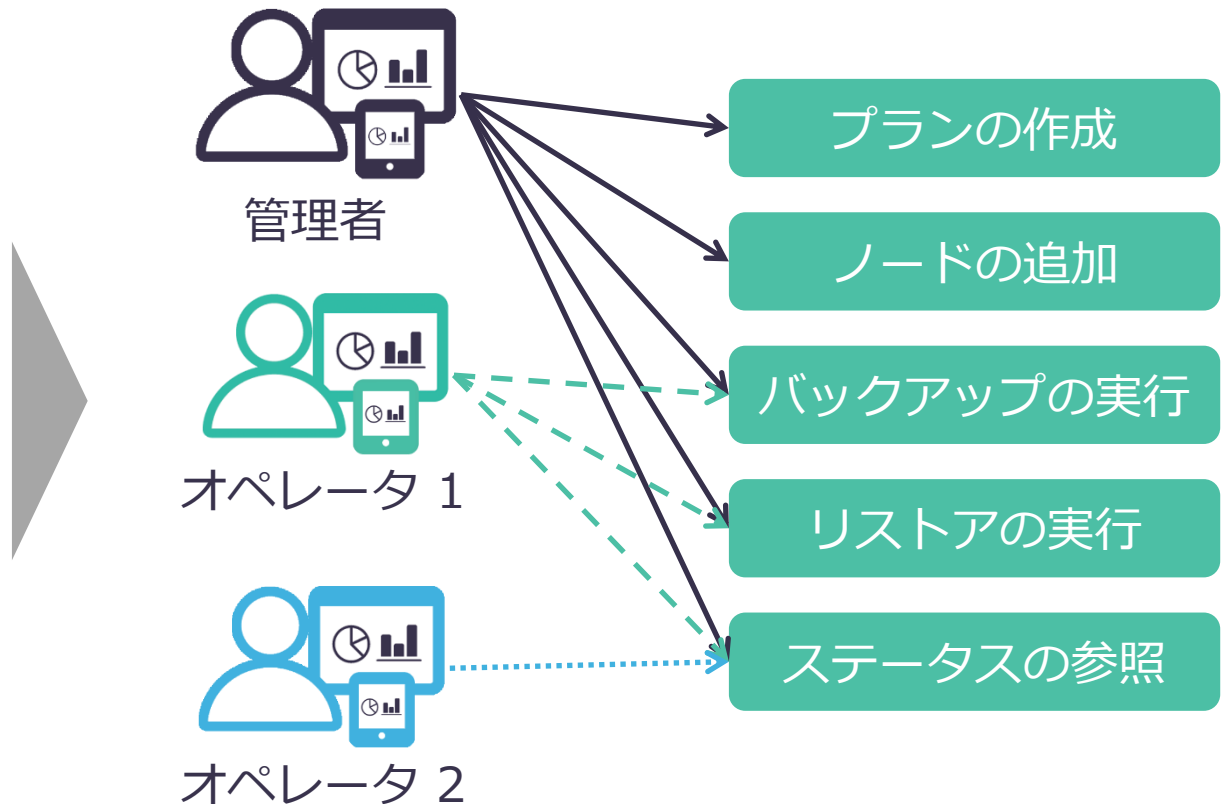 管理者
プランの作成
ノードの追加
オペレータ 1
バックアップの実行
リストアの実行
オペレータ 2
ステータスの参照